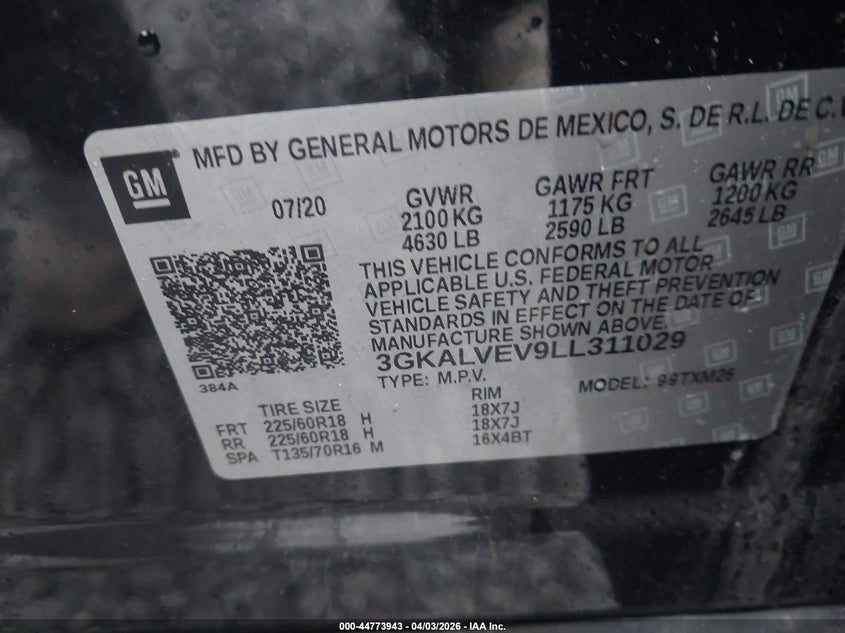 MFD BY GENERAL MOTORS DE MEXICO, S. DE R.L. DE C.V
GM
07/20
GVWR
2100 KG
4630 LB
GAWR FRT
1175 KG
2590 LB
GAWR RR
1200 KG
2645 LB
THIS VEHICLE CONFORMS TO ALL
APPLICABLE U.S. FEDERAL MOTOR
VEHICLE SAFETY AND THEFT PREVENTION
STANDARDS IN EFFECT ON THE DATE OF
MANUFACTURE SHOWN ABOVE.
3GKALVEV9LL311029
384A
TYPE: M.P.V.
MODEL: 99TXM26
TIRE SIZE
RIM
FRT 225/60R18 H 18X7J
RR 225/60R18 H 18X7J
SPA T135/70R16 M 16X4BT
000-44773943 - 04/03/2026 - IAA Inc.